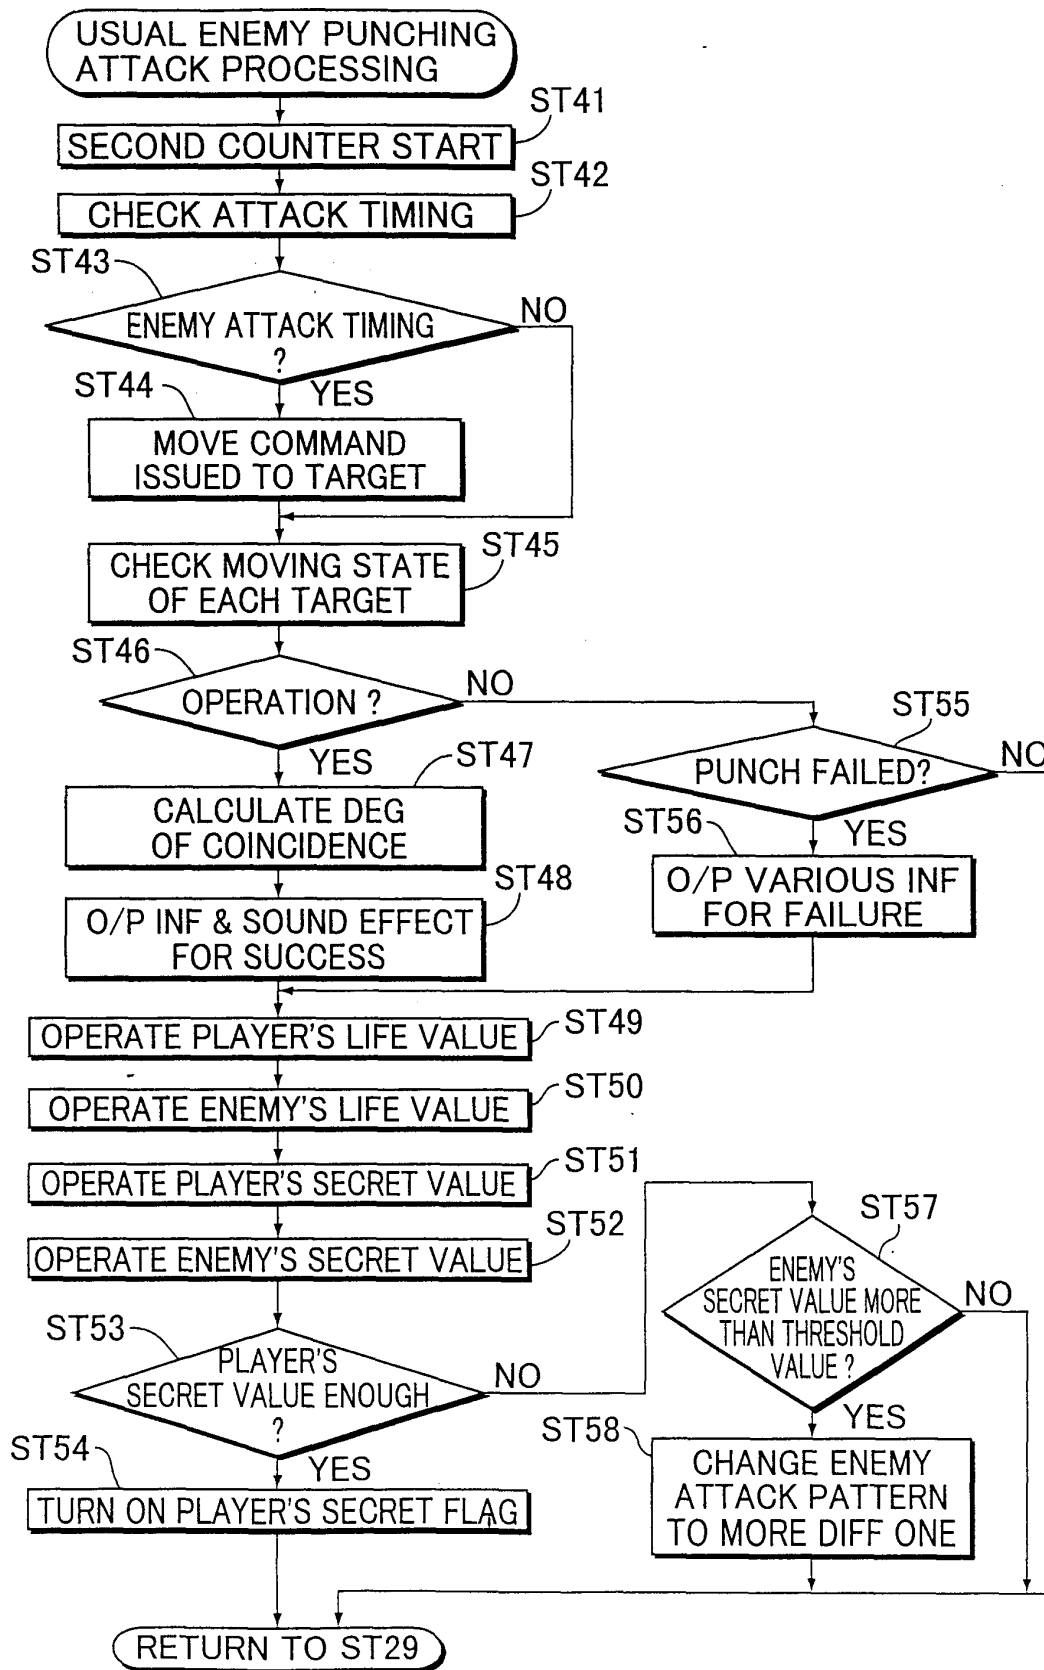 USUAL ENEMY PUNCHING
ATTACK PROCESSING
ST41
SECOND COUNTER START
ST42
CHECK ATTACK TIMING
ST43
ENEMY ATTACK TIMING
?
NO
YES
ST44
MOVE COMMAND
ISSUED TO TARGET
ST45
CHECK MOVING STATE
OF EACH TARGET
ST46
OPERATION ?
NO
YES
ST55
PUNCH FAILED?
NO
YES
ST47
CALCULATE DEG
OF COINCIDENCE
ST56
O/P VARIOUS INF
FOR FAILURE
ST48
O/P INF & SOUND EFFECT
FOR SUCCESS
ST49
OPERATE PLAYER'S LIFE VALUE
ST50
OPERATE ENEMY'S LIFE VALUE
ST51
OPERATE PLAYER'S SECRET VALUE
ST52
OPERATE ENEMY'S SECRET VALUE
ST53
PLAYER'S
SECRET VALUE ENOUGH
?
NO
YES
ST57
ENEMY'S
SECRET VALUE MORE
THAN THRESHOLD
VALUE ?
NO
YES
ST54
TURN ON PLAYER'S SECRET FLAG
ST58
CHANGE ENEMY
ATTACK PATTERN
TO MORE DIFF ONE
RETURN TO ST29